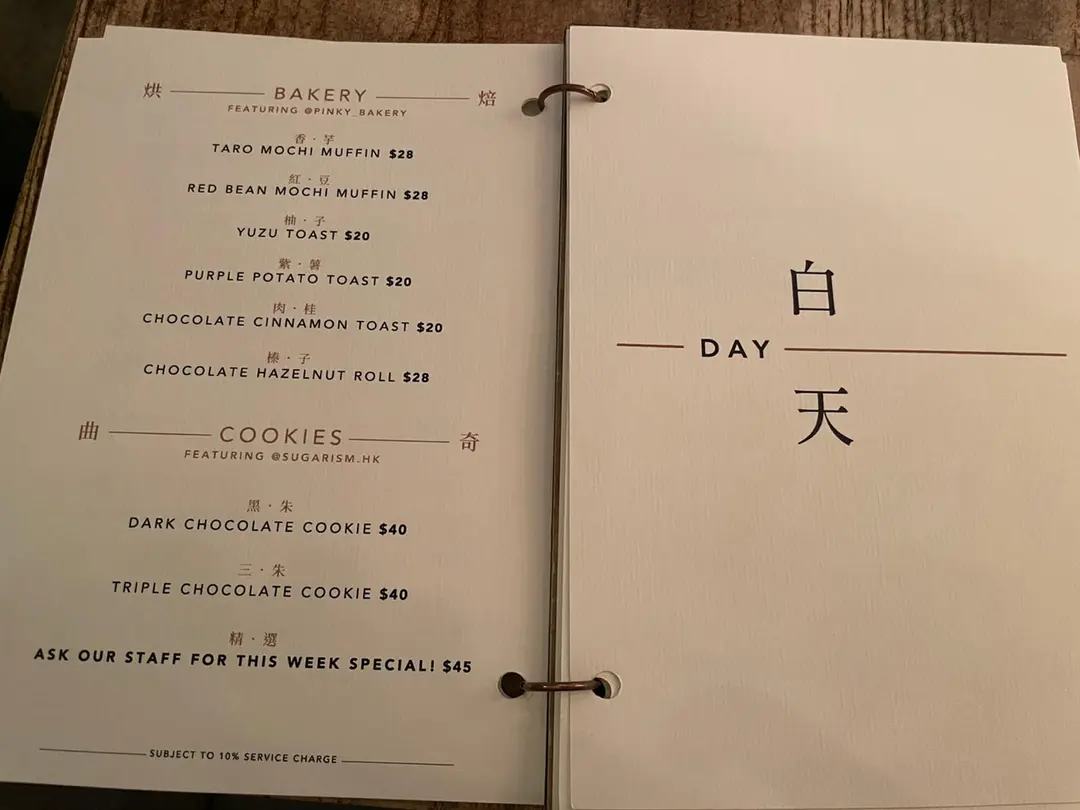 烘 BAKERY 焙
FEATURING @PINKY_BAKERY
香·芋
TARO MOCHI MUFFIN $28
紅·豆
RED BEAN MOCHI MUFFIN $28
柚·子
YUZU TOAST $20
紫·薯
PURPLE POTATO TOAST $20
肉·桂
CHOCOLATE CINNAMON TOAST $20
榛·子
CHOCOLATE HAZELNUT ROLL $28
曲 COOKIES 奇
FEATURING @SUGARISM.HK
黑·朱
DARK CHOCOLATE COOKIE $40
三·朱
TRIPLE CHOCOLATE COOKIE $40
精·選
ASK OUR STAFF FOR THIS WEEK SPECIAL! $45
SUBJECT TO 10% SERVICE CHARGE
白
DAY
天